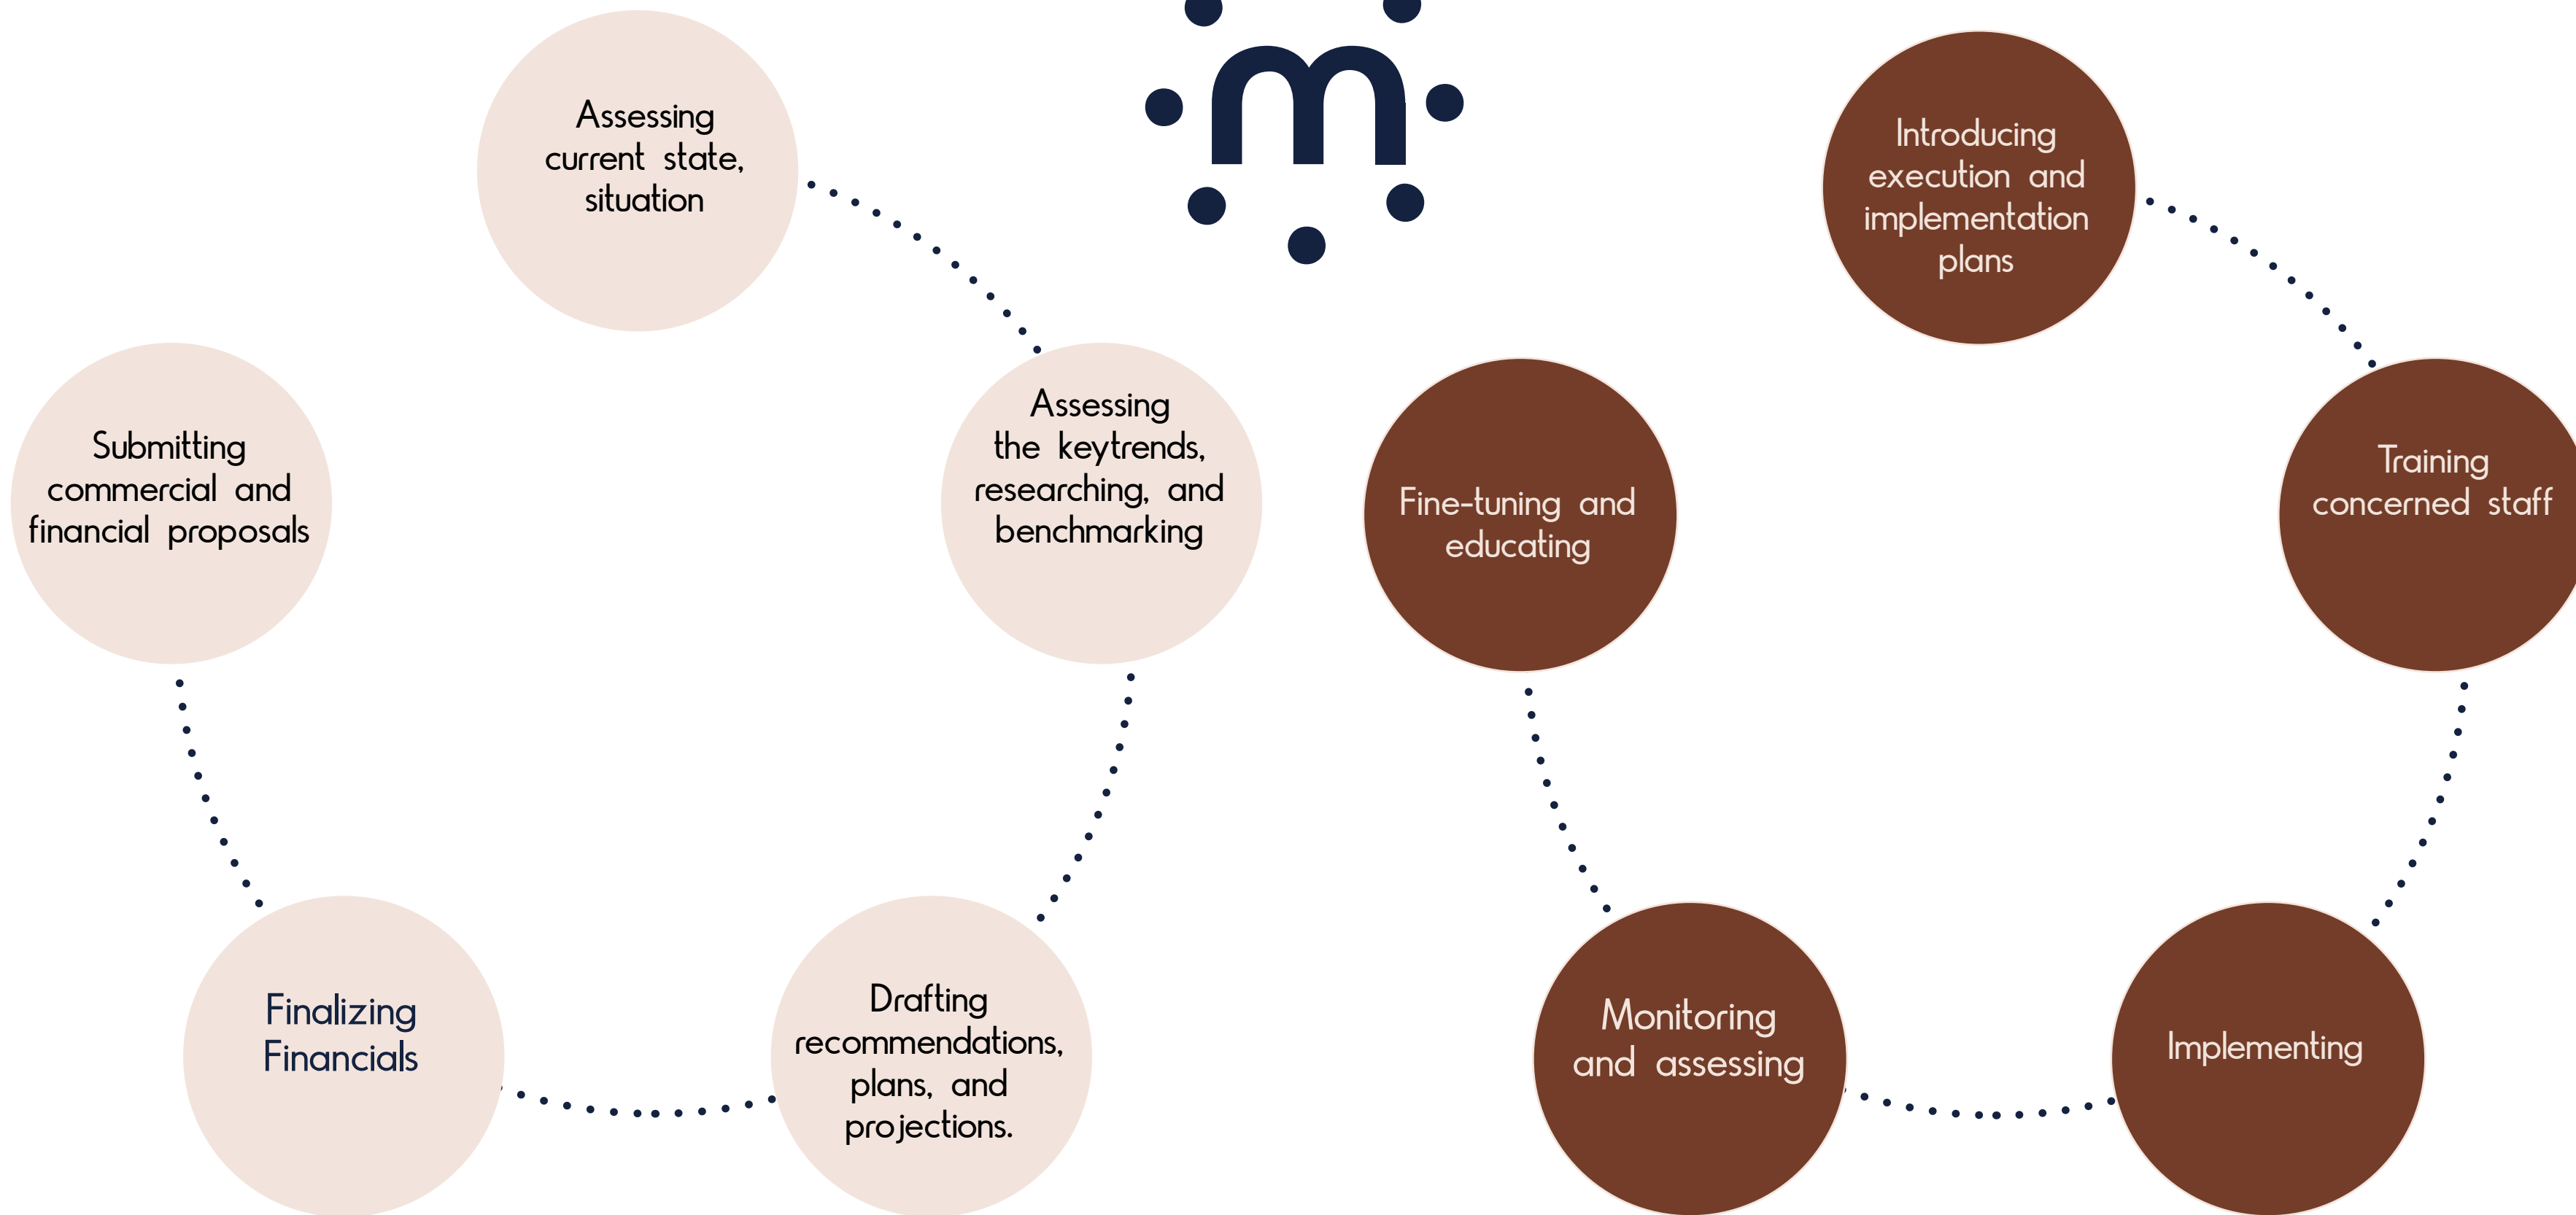 m
Assessing
current state,
situation
Assessing
the keytrends,
researching, and
benchmarking
Drafting
recommendations,
plans, and
projections.
Finalizing
Financials
Submitting
commercial and
financial proposals
Introducing
execution and
implementation
plans
Training
concerned staff
Implementing
Monitoring
and assessing
Fine-tuning and
educating